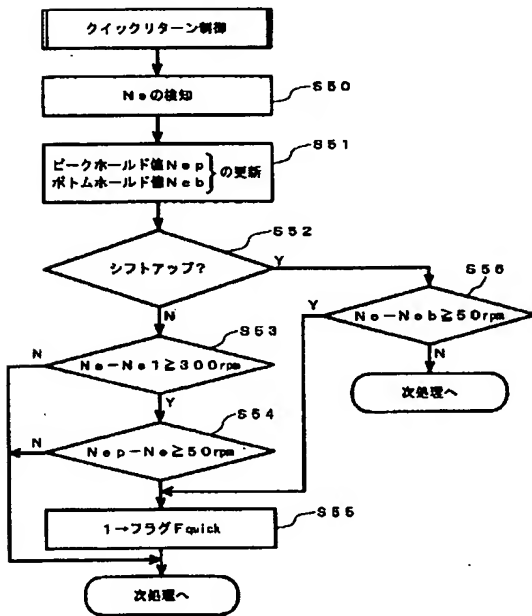 クイックリターン制御
Neの検知
S50
ピークホールド値Nep
ボトムホールド値Neb
の更新
S51
シフトアップ?
S52
Y
N
Ne-Neb≧50rpm
S56
Y
N
次処理へ
Ne-Ne1≧300rpm
S53
N
Y
Nep-Ne≧50rpm
S54
N
1→フラグFquick
S55
次処理へ